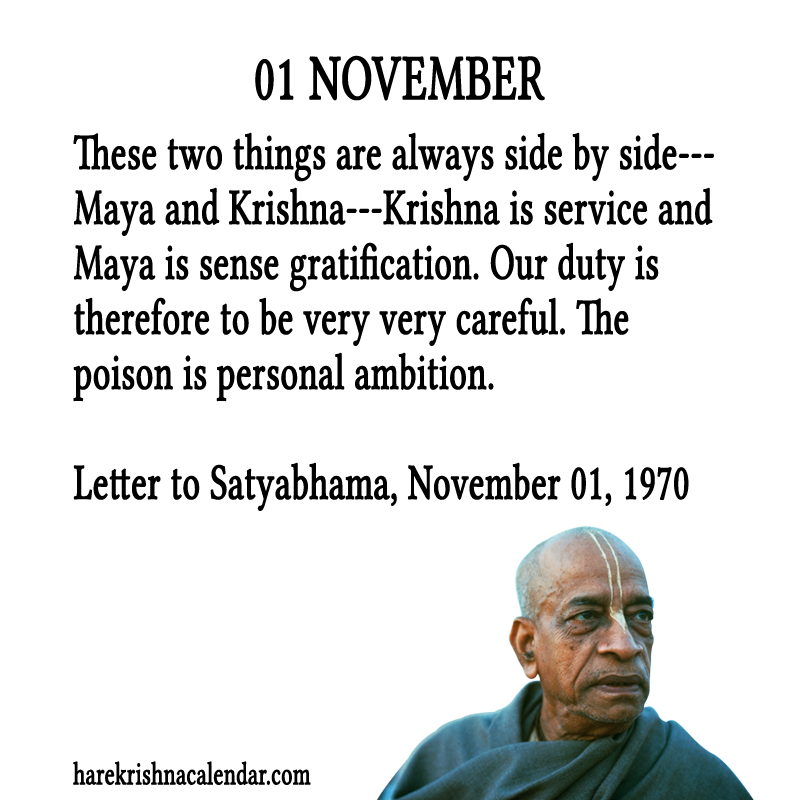 01 NOVEMBER
These two things are always side by side---
Maya and Krishna---Krishna is service and
Maya is sense gratification. Our duty is
therefore to be very very careful. The
poison is personal ambition.
Letter to Satyabhama, November 01, 1970
harekrishnacalendar.com